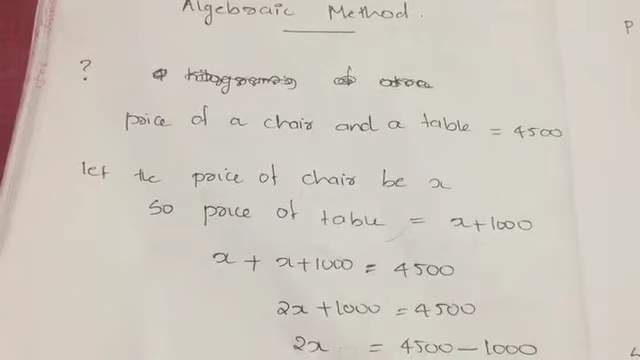 Algebraic Method.
?
price of a chair and a table = 4500
P
let the price of chair be x
so price of table = x+1000
x + x+1000 = 4500
2x+1000 = 4500
2x = 4500-1000